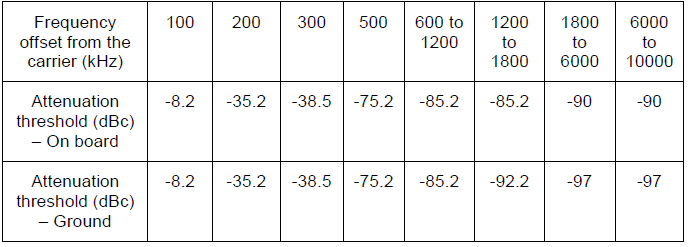 Frequency offset from the carrier (kHz) 100 200 300 500 600 to 1200 1200 to 1800 1800 to 6000 6000 to 10000
Attenuation threshold (dBc) – On board -8.2 -35.2 -38.5 -75.2 -85.2 -85.2 -90 -90
Attenuation threshold (dBc) – Ground -8.2 -35.2 -38.5 -75.2 -85.2 -92.2 -97 -97